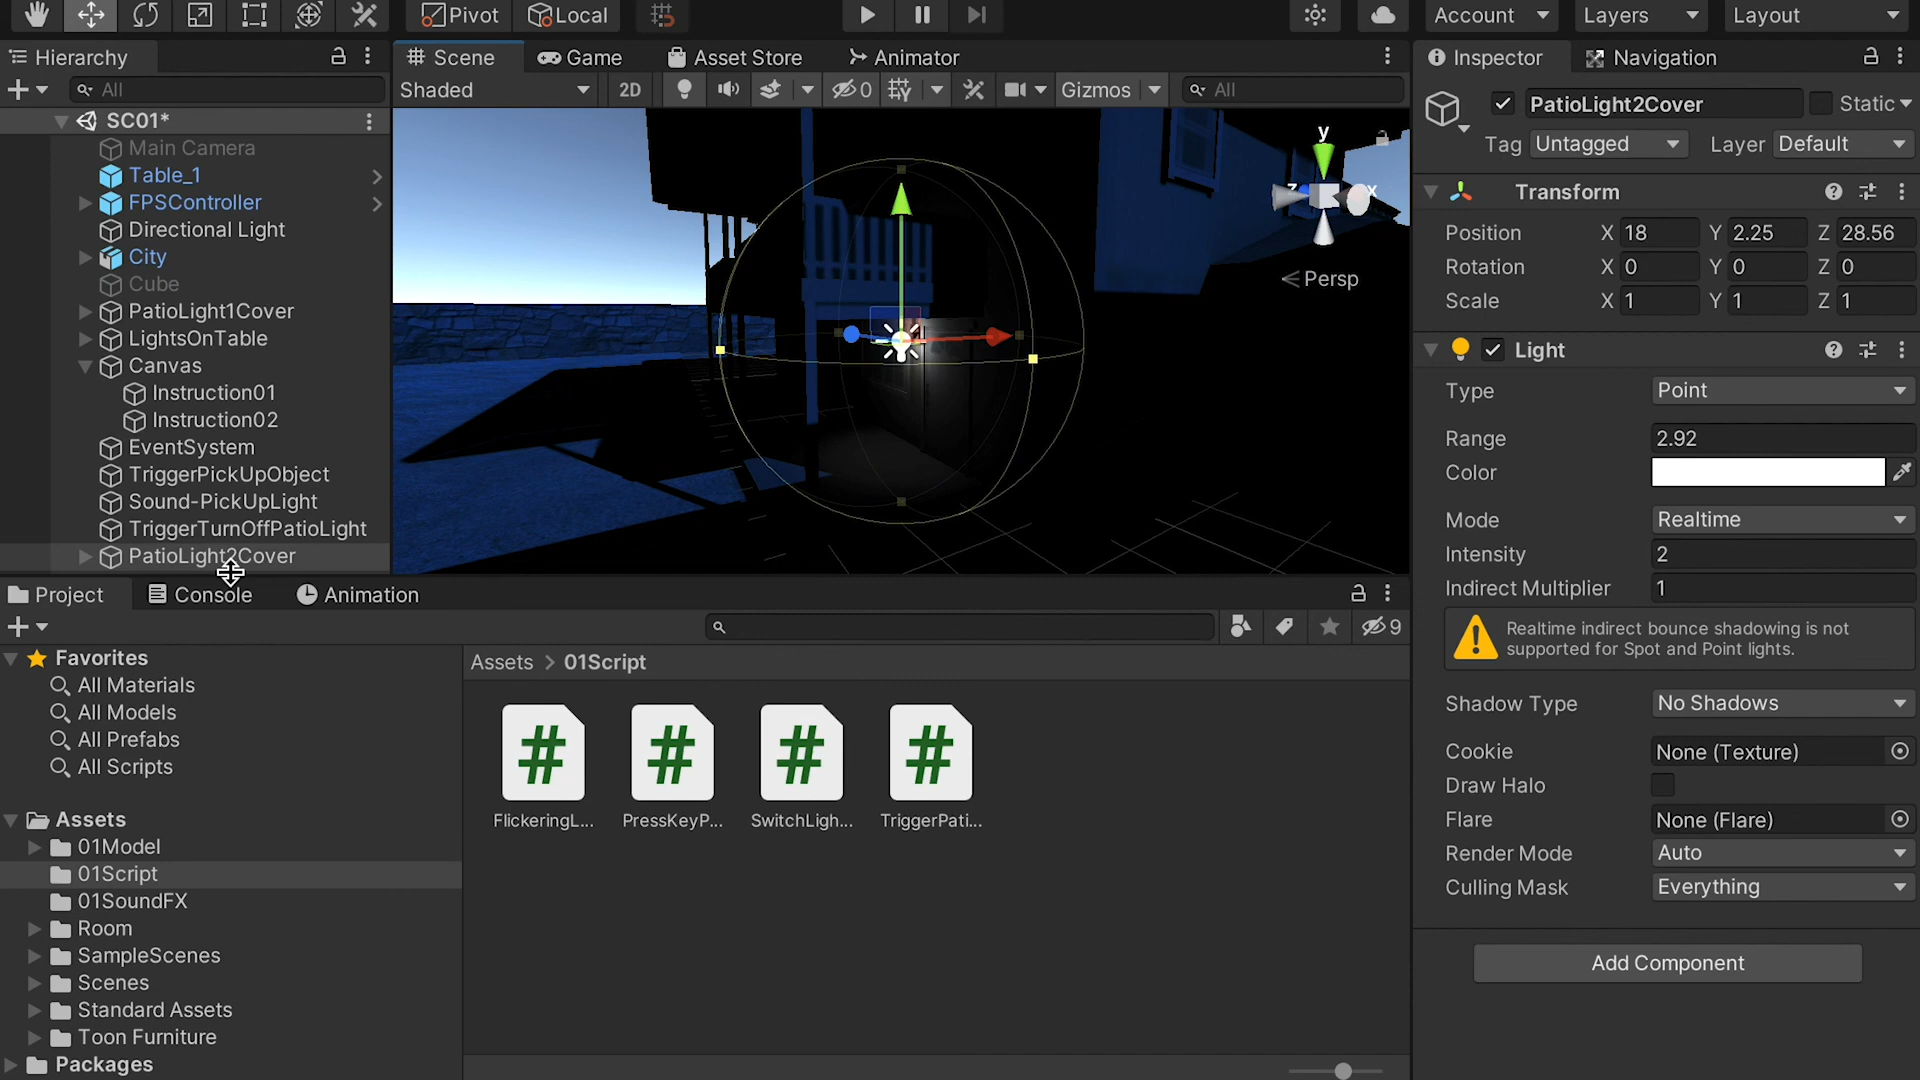 Pivot Local Account Layers Layout
Hierarchy
All
SC01*
Main Camera
Table_1
FPSController
Directional Light
City
Cube
PatioLight1Cover
LightsOnTable
Canvas
Instruction01
Instruction02
EventSystem
TriggerPickUpObject
Sound-PickUpLight
TriggerTurnOffPatioLight
PatioLight2Cover
Scene Game Asset Store Animator
Shaded 2D 0 Gizmos All
y
z x
Persp
Inspector Navigation
PatioLight2Cover Static
Tag Untagged Layer Default
Transform
Position X 18 Y 2.25 Z 28.56
Rotation X 0 Y 0 Z 0
Scale X 1 Y 1 Z 1
Light
Type Point
Range 2.92
Color
Mode Realtime
Intensity 2
Indirect Multiplier 1
Realtime indirect bounce shadowing is not
supported for Spot and Point lights.
Shadow Type No Shadows
Cookie None (Texture)
Draw Halo
Flare None (Flare)
Render Mode Auto
Culling Mask Everything
Add Component
Project Console Animation
9
Favorites
All Materials
All Models
All Prefabs
All Scripts
Assets
01Model
01Script
01SoundFX
Room
SampleScenes
Scenes
Standard Assets
Toon Furniture
Packages
Assets > 01Script
# # # #
FlickeringL... PressKeyP... SwitchLigh... TriggerPati...